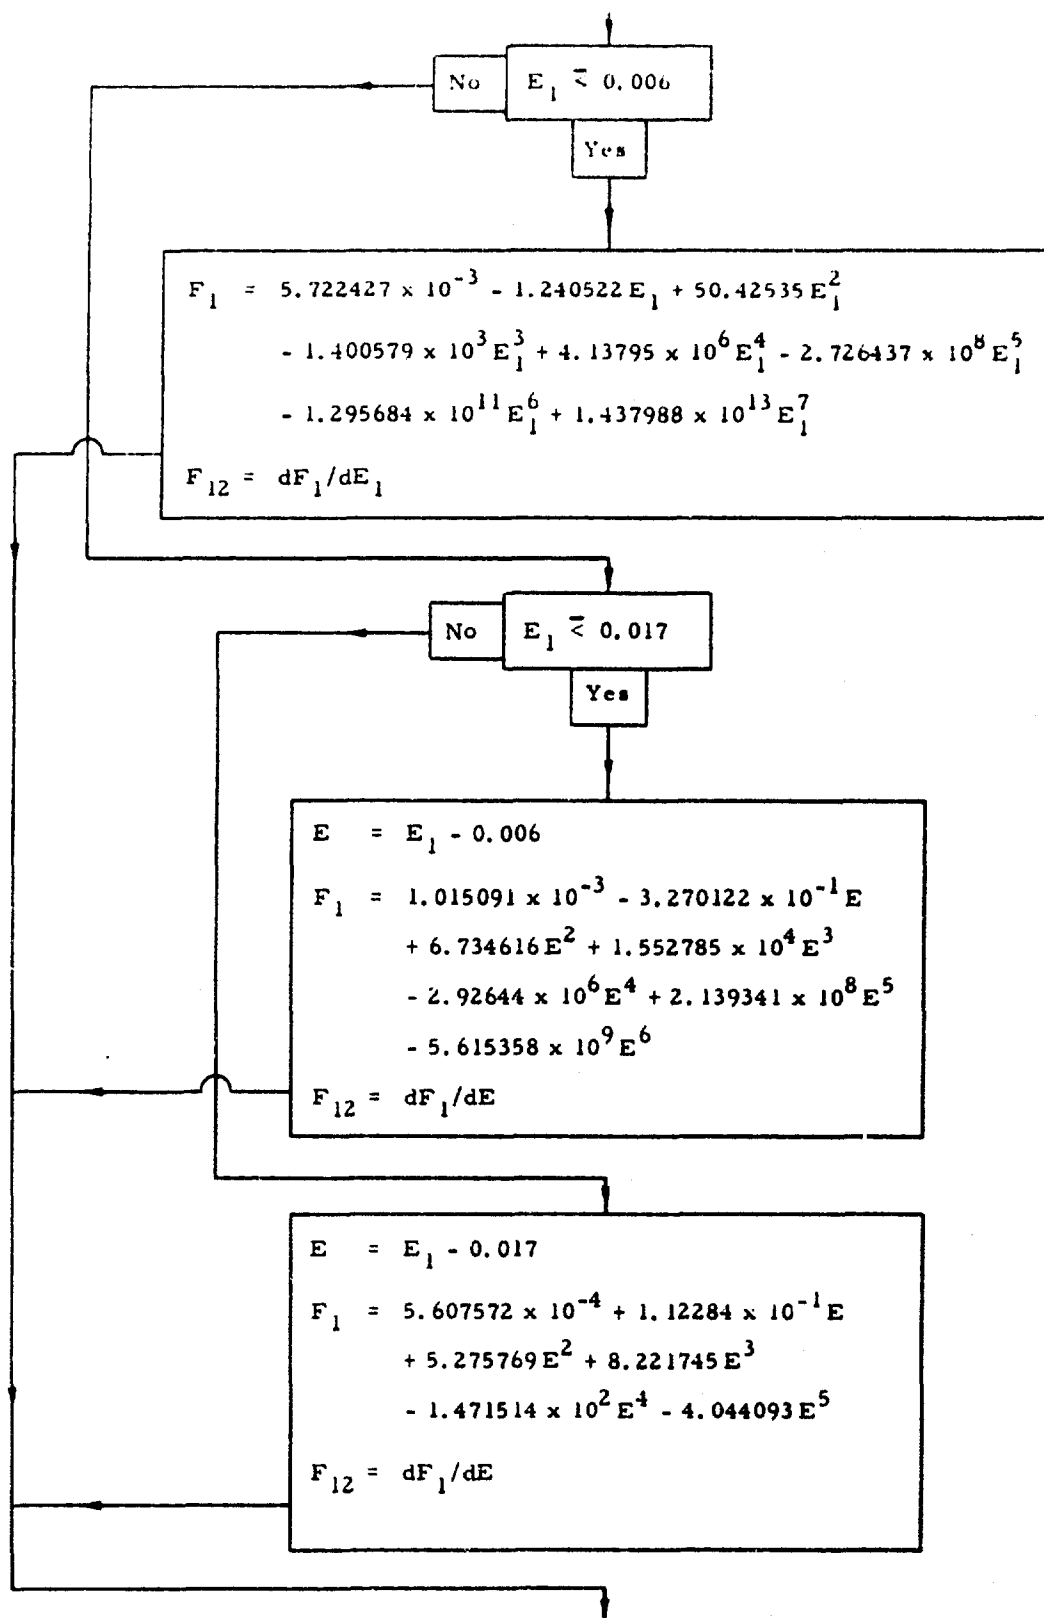 No E₁ ≤ 0.006
Yes
F₁ = 5.722427 x 10⁻³ - 1.240522 E₁ + 50.42535 E₁²
- 1.400579 x 10³ E₁³ + 4.13795 x 10⁶ E₁⁴ - 2.726437 x 10⁸ E₁⁵
- 1.295684 x 10¹¹ E₁⁶ + 1.437988 x 10¹³ E₁⁷
F₁₂ = dF₁/dE₁
No E₁ ≤ 0.017
Yes
E = E₁ - 0.006
F₁ = 1.015091 x 10⁻³ - 3.270122 x 10⁻¹ E
+ 6.734616 E² + 1.552785 x 10⁴ E³
- 2.92644 x 10⁶ E⁴ + 2.139341 x 10⁸ E⁵
- 5.615358 x 10⁹ E⁶
F₁₂ = dF₁/dE
E = E₁ - 0.017
F₁ = 5.607572 x 10⁻⁴ + 1.12284 x 10⁻¹ E
+ 5.275769 E² + 8.221745 E³
- 1.471514 x 10² E⁴ - 4.044093 E⁵
F₁₂ = dF₁/dE